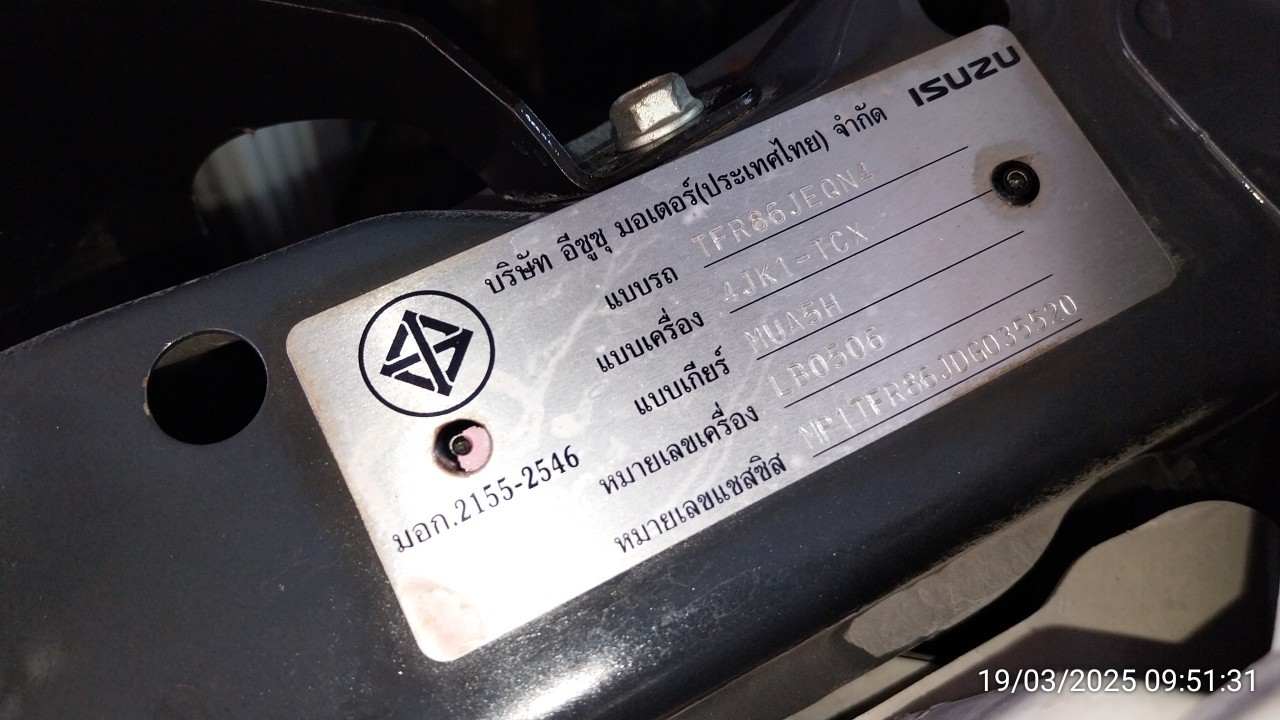 ISUZU
บริษัท อีซูซุ มอเตอร์(ประเทศไทย) จำกัด
แบบรถ TFR86JEQN4
แบบเครื่อง 4JK1-TCX
แบบเกียร์ MUA5H
หมายเลขเครื่อง LB0506
หมายเลขแชสซิส MP1TFR86JDG035520
มอก.2155-2546
19/03/2025 09:51:31